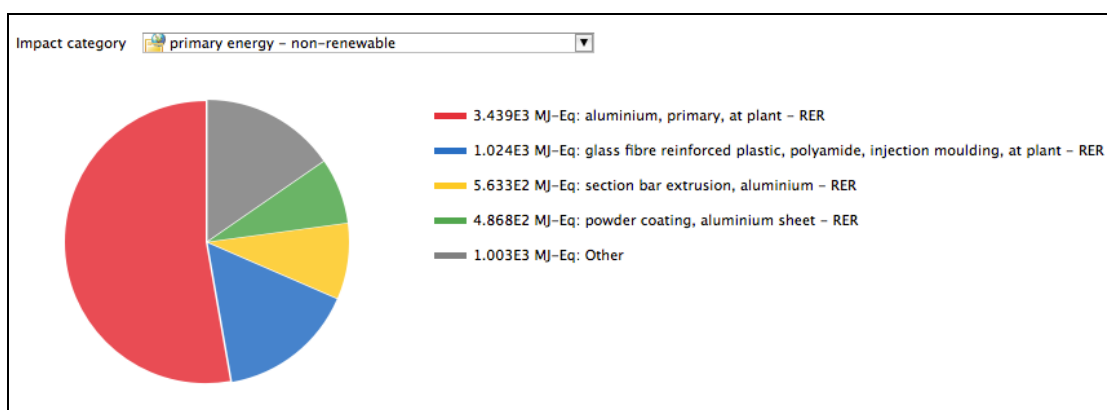 Impact category primary energy – non-renewable
3.439E3 MJ-Eq: aluminium, primary, at plant – RER
1.024E3 MJ-Eq: glass fibre reinforced plastic, polyamide, injection moulding, at plant – RER
5.633E2 MJ-Eq: section bar extrusion, aluminium – RER
4.868E2 MJ-Eq: powder coating, aluminium sheet – RER
1.003E3 MJ-Eq: Other